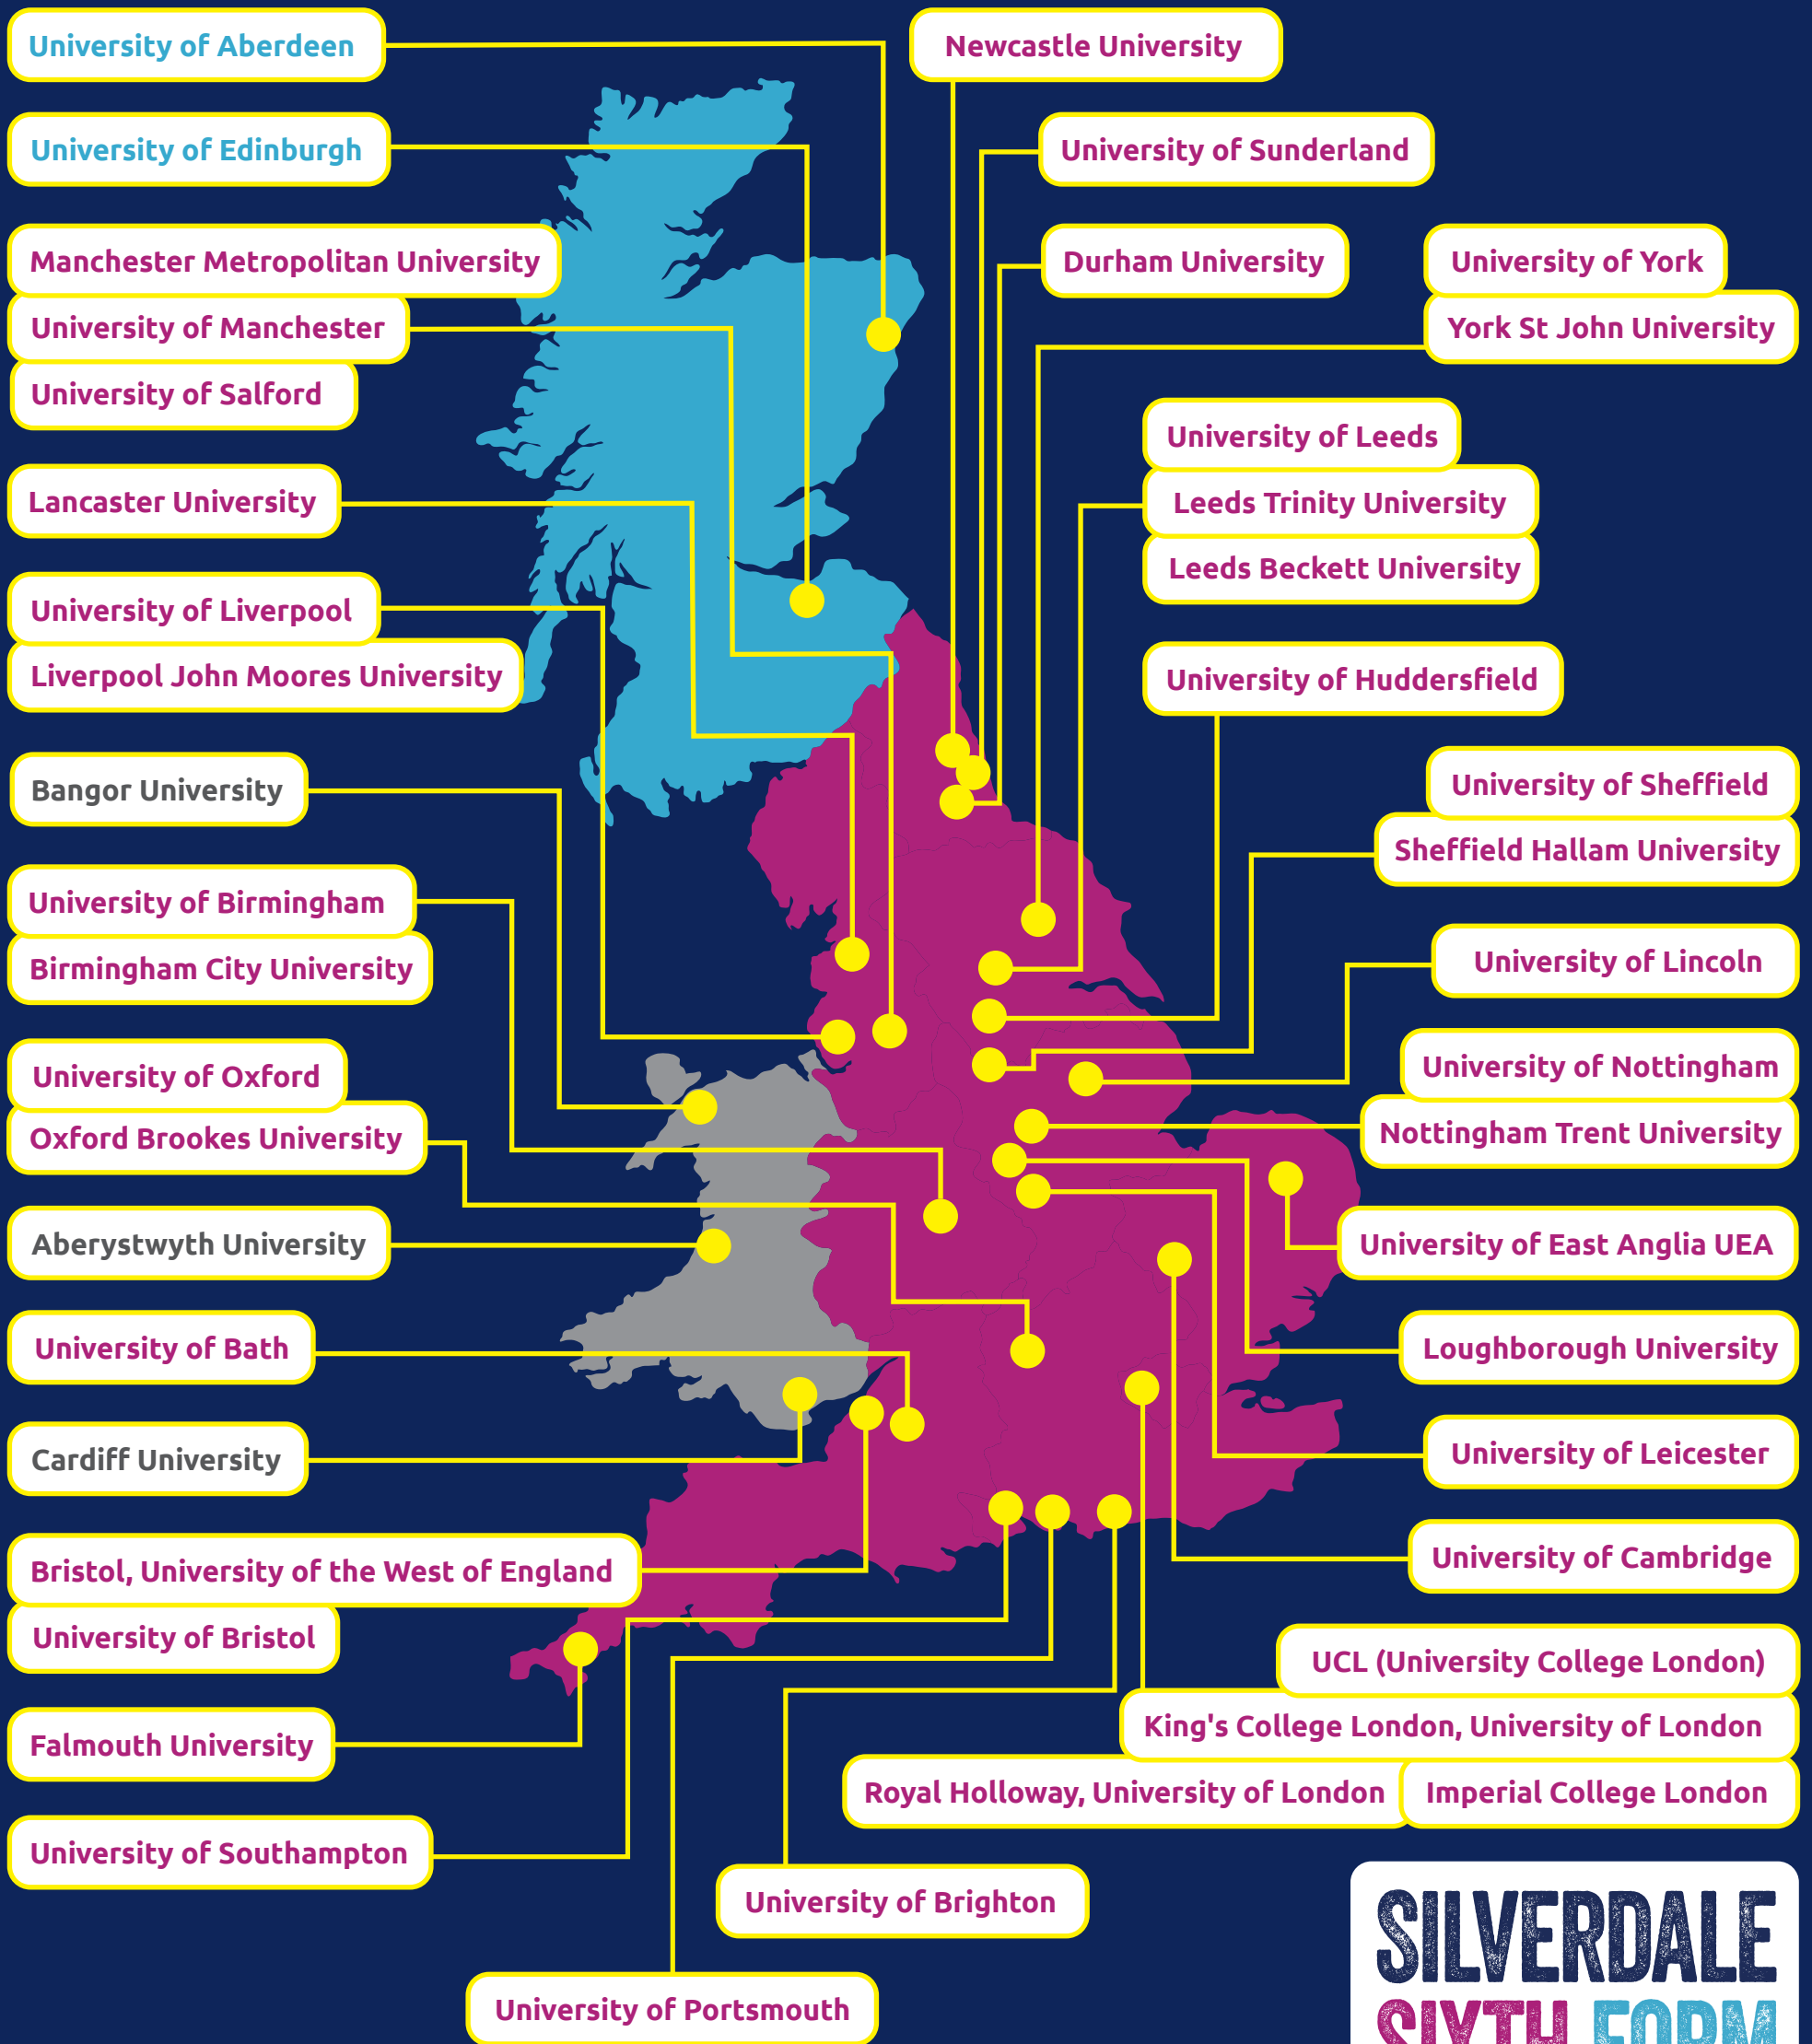 University of Aberdeen
Newcastle University
University of Edinburgh
University of Sunderland
Manchester Metropolitan University
University of Manchester
University of Salford
Durham University
University of York
York St John University
Lancaster University
University of Leeds
Leeds Trinity University
Leeds Beckett University
University of Liverpool
Liverpool John Moores University
University of Huddersfield
Bangor University
University of Sheffield
Sheffield Hallam University
University of Birmingham
Birmingham City University
University of Lincoln
University of Oxford
Oxford Brookes University
University of Nottingham
Nottingham Trent University
Aberystwyth University
University of East Anglia UEA
University of Bath
Loughborough University
Cardiff University
University of Leicester
Bristol, University of the West of England
University of Bristol
University of Cambridge
Falmouth University
UCL (University College London)
King's College London, University of London
Royal Holloway, University of London
Imperial College London
University of Southampton
University of Brighton
University of Portsmouth
SILVERDALE
SIXTH FORM